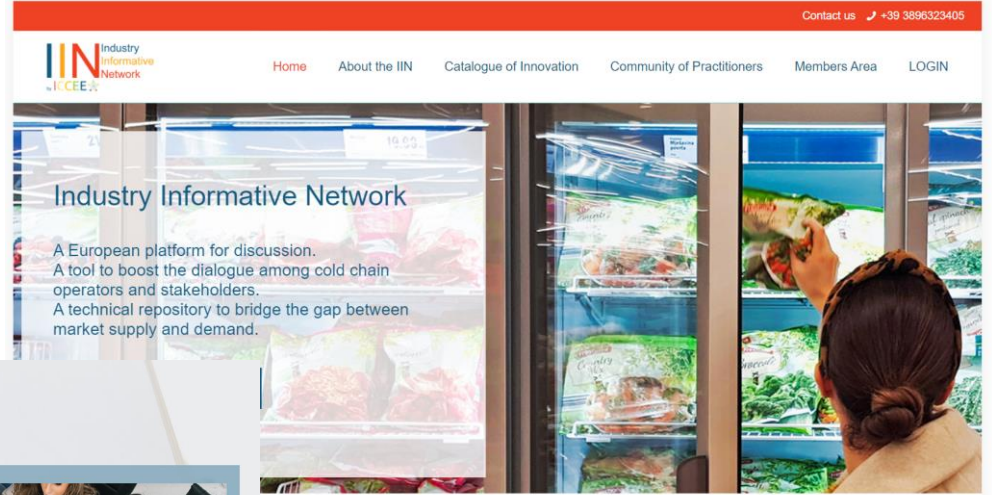 Contact us +39 3896323405
IIN Industry
Informative
Network
by ICCEE
Home About the IIN Catalogue of Innovation Community of Practitioners Members Area LOGIN
Industry Informative Network
A European platform for discussion.
A tool to boost the dialogue among cold chain
operators and stakeholders.
A technical repository to bridge the gap between
market supply and demand.
Country